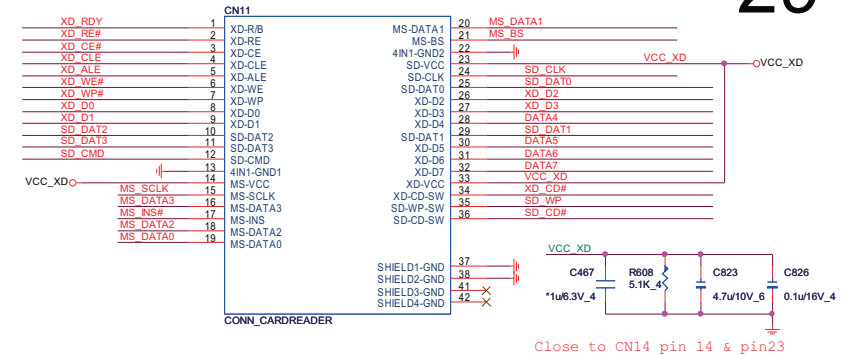 CN11
XD_RDY 1 XD-R/B
XD_RE# 2 XD-RE
XD_CE# 3 XD-CE
XD_CLE 4 XD-CLE
XD_ALE 5 XD-ALE
XD_WE# 6 XD-WE
XD_WP# 7 XD-WP
XD_D0 8 XD-D0
XD_D1 9 XD-D1
SD_DAT2 10 SD-DAT2
SD_DAT3 11 SD-DAT3
SD_CMD 12 SD-CMD
13 4IN1-GND1
VCC_XD 14 MS-VCC
MS_SCLK 15 MS-SCLK
MS_DATA3 16 MS-DATA3
MS_INS# 17 MS-INS
MS_DATA2 18 MS-DATA2
MS_DATA0 19 MS-DATA0
MS-DATA1 20 MS_DATA1
MS-BS 21 MS_BS
4IN1-GND2 22
SD-VCC 23 VCC_XD VCC_XD
SD-CLK 24 SD_CLK
SD-DAT0 25 SD_DAT0
XD-D2 26 XD_D2
XD-D3 27 XD_D3
XD-D4 28 DATA4
SD-DAT1 29 SD_DAT1
XD-D5 30 DATA5
XD-D6 31 DATA6
XD-D7 32 DATA7
XD-VCC 33 VCC_XD
XD-CD-SW 34 XD_CD#
SD-WP-SW 35 SD_WP
SD-CD-SW 36 SD_CD#
SHIELD1-GND 37
SHIELD2-GND 38
SHIELD3-GND 41
SHIELD4-GND 42
CONN_CARDREADER
VCC_XD
C467 R608 C823 C826
*1u/6.3V_4 5.1K_4 4.7u/10V_6 0.1u/16V_4
Close to CN14 pin 14 & pin23